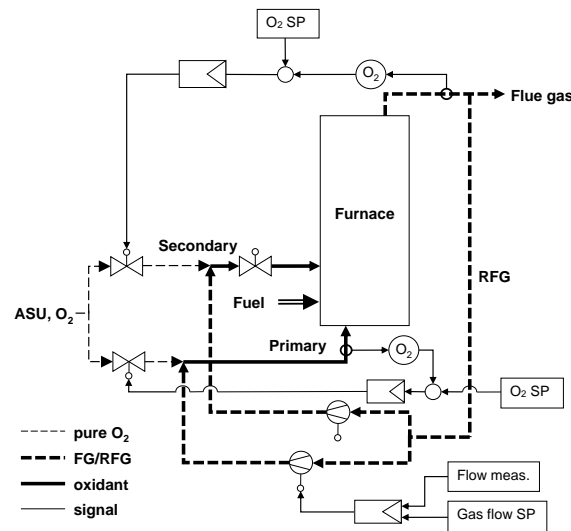 O₂ SP
O₂
Flue gas
Furnace
Secondary
RFG
Fuel
ASU, O₂
Primary
O₂
O₂ SP
pure O₂
FG/RFG
oxidant
signal
Flow meas.
Gas flow SP